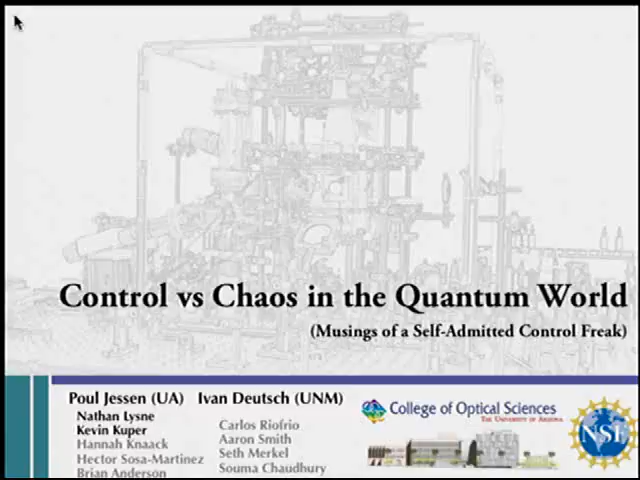 Control vs Chaos in the Quantum World
(Musings of a Self-Admitted Control Freak)
Poul Jessen (UA) Ivan Deutsch (UNM)
Nathan Lysne
Kevin Kuper
Hannah Knaack
Hector Sosa-Martinez
Brian Anderson
Carlos Riofrio
Aaron Smith
Seth Merkel
Souma Chaudhury
College of Optical Sciences
THE UNIVERSITY OF ARIZONA
NSF